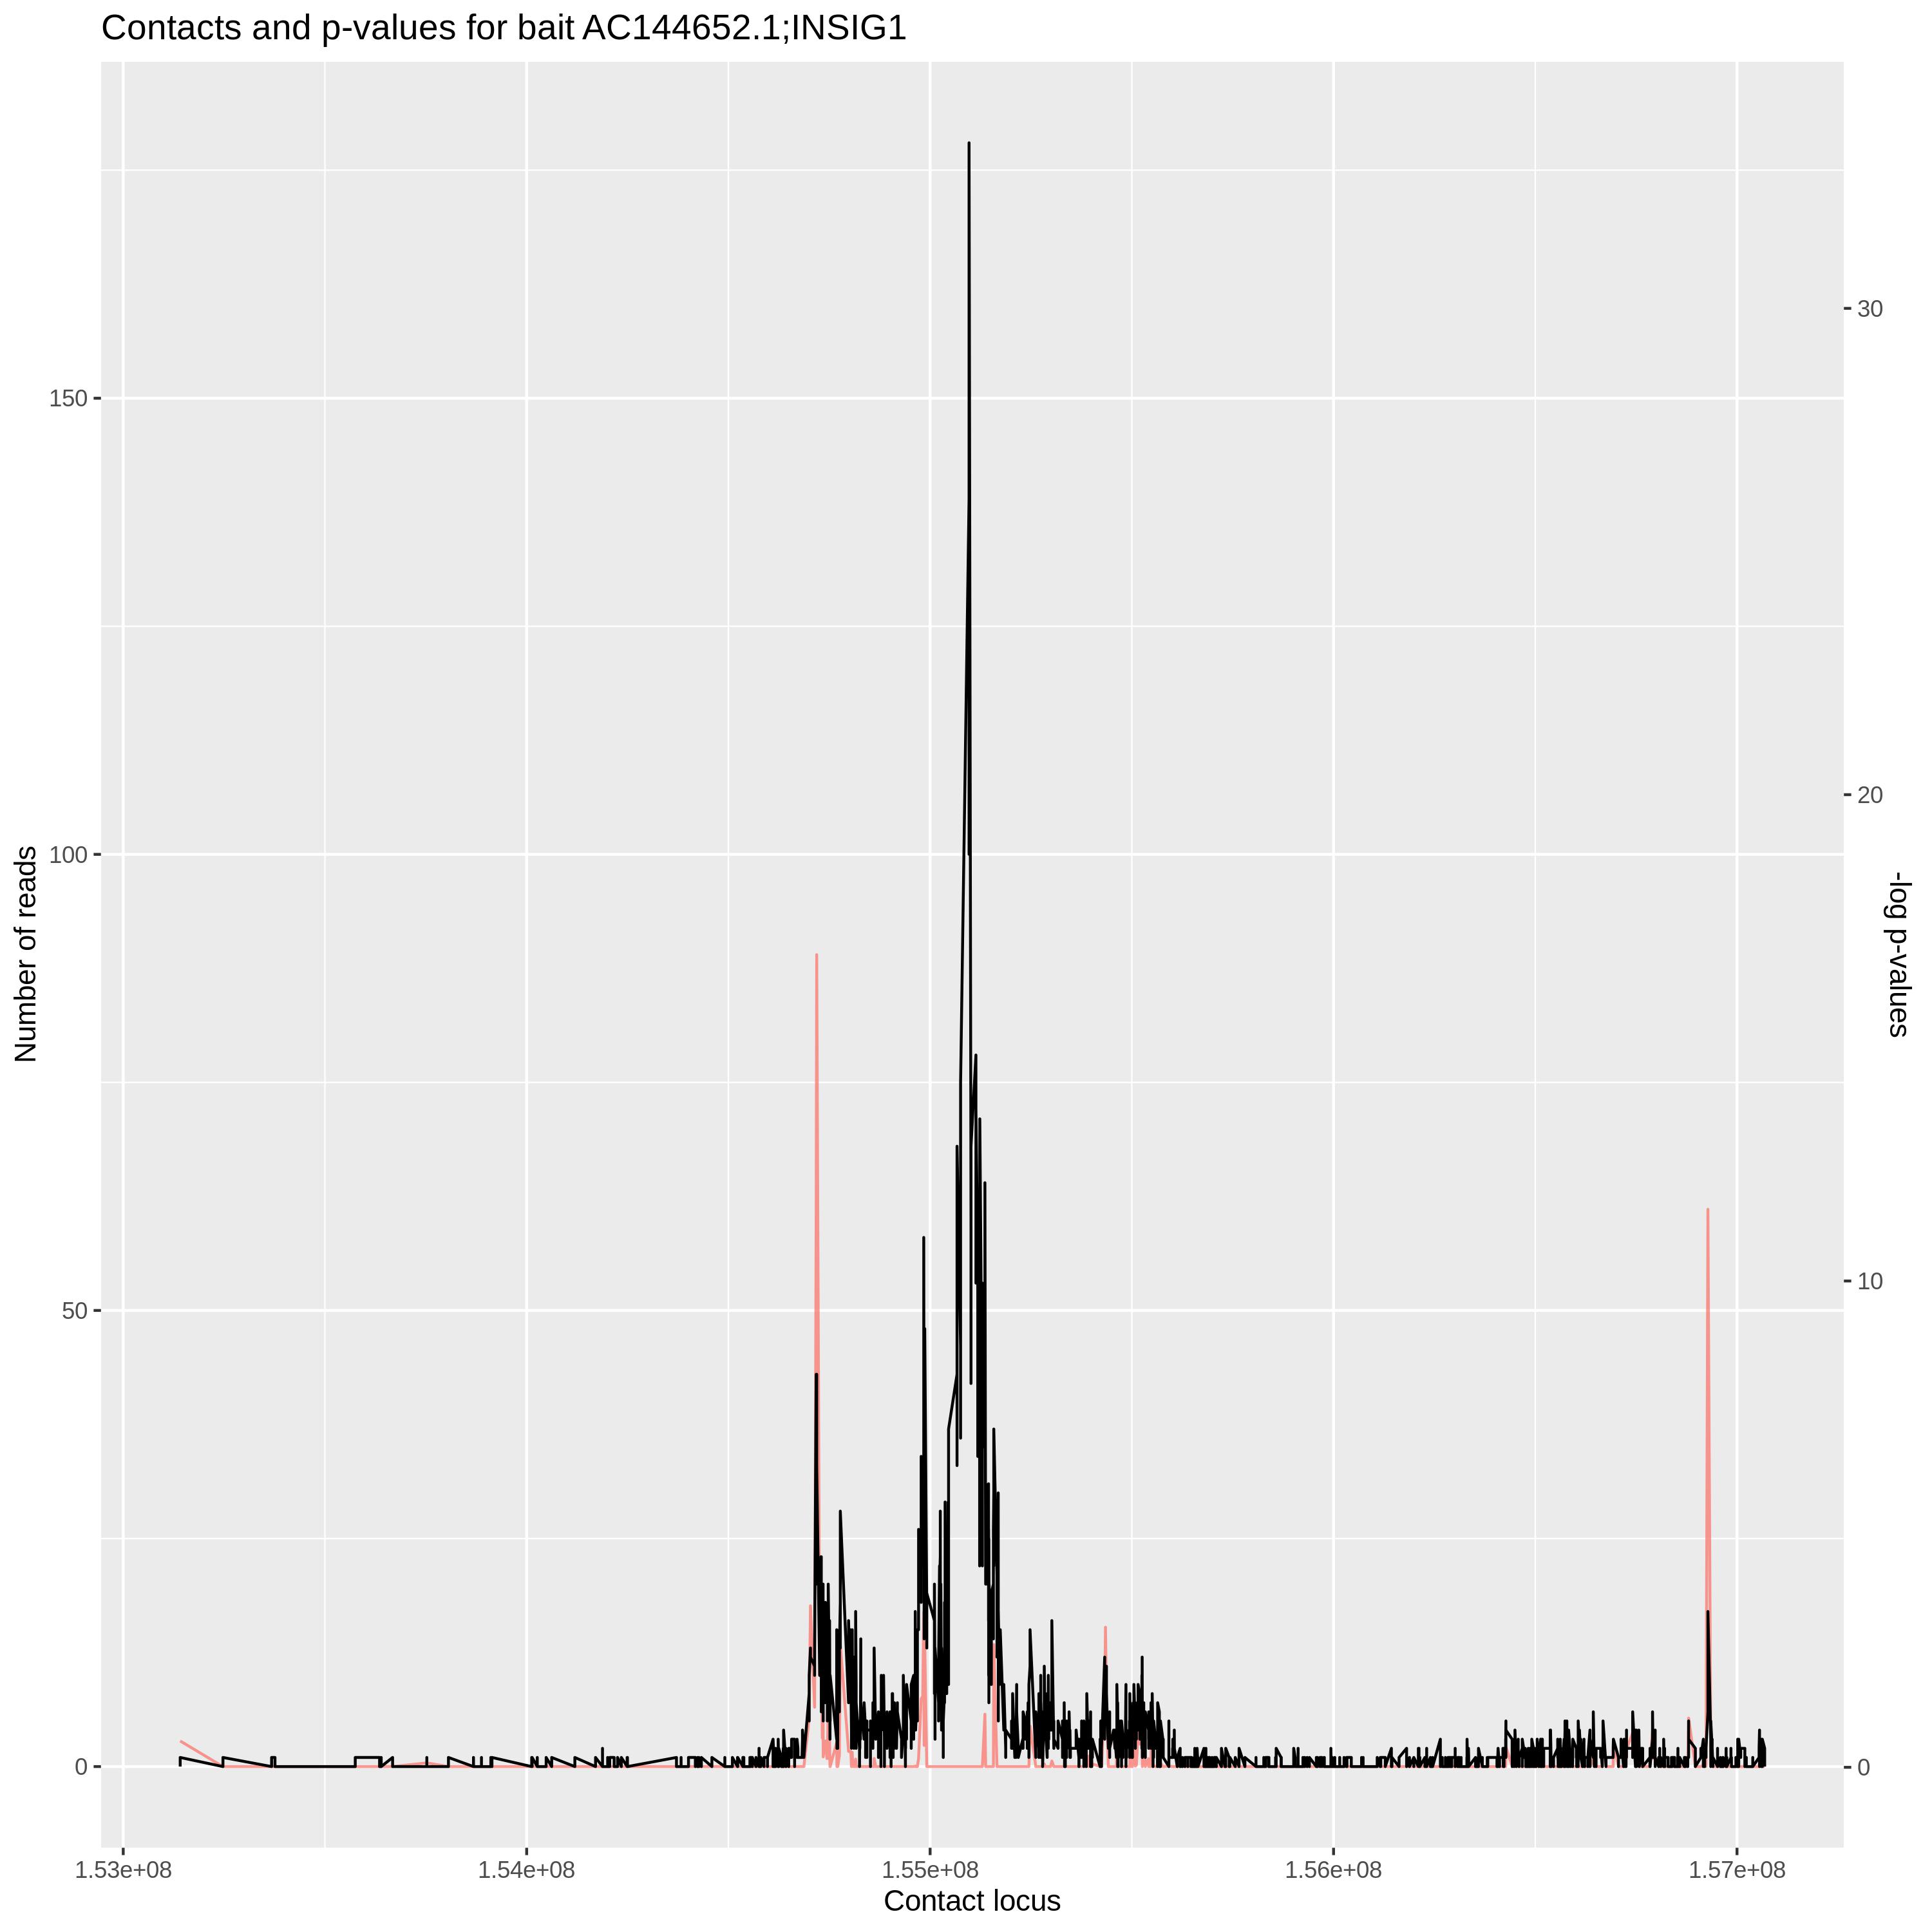 Contacts and p-values for bait AC144652.1;INSIG1
Number of reads
150
100
50
0
30
20
10
0
-log p-values
1.53e+08
1.54e+08
1.55e+08
1.56e+08
1.57e+08
Contact locus